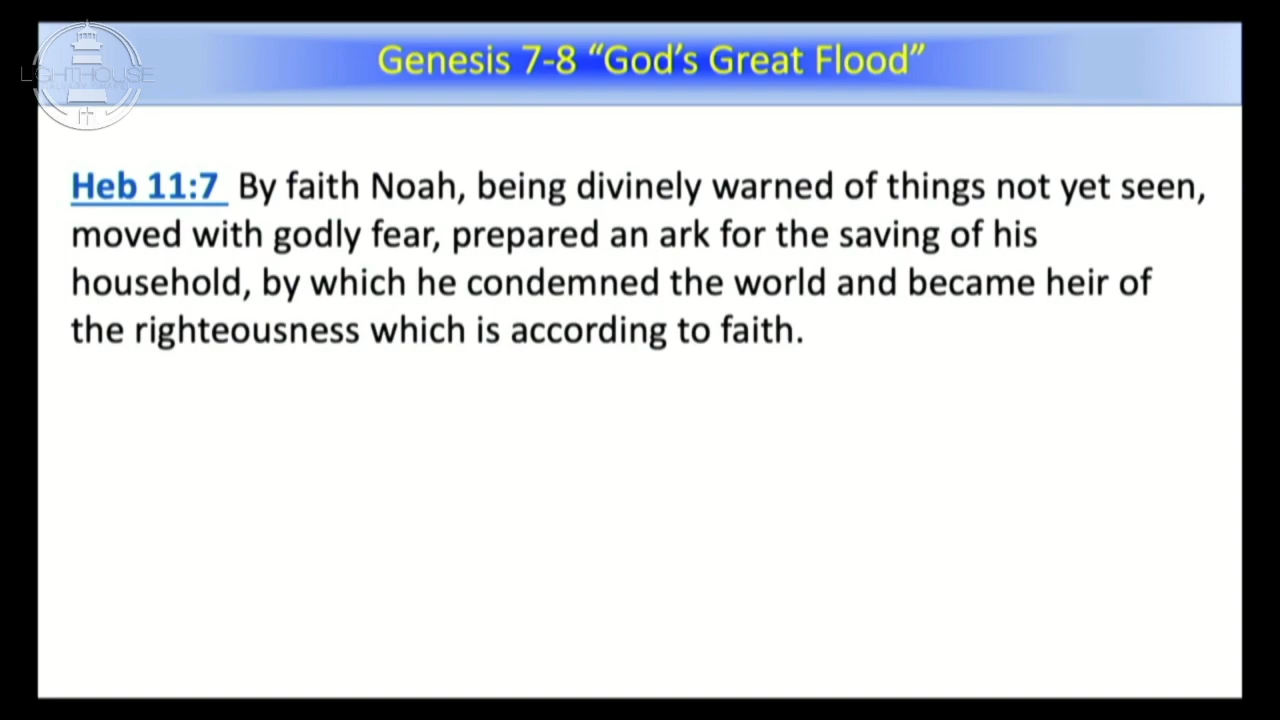 Genesis 7-8 “God’s Great Flood”
LIGHTHOUSE
Heb 11:7 By faith Noah, being divinely warned of things not yet seen,
moved with godly fear, prepared an ark for the saving of his
household, by which he condemned the world and became heir of
the righteousness which is according to faith.